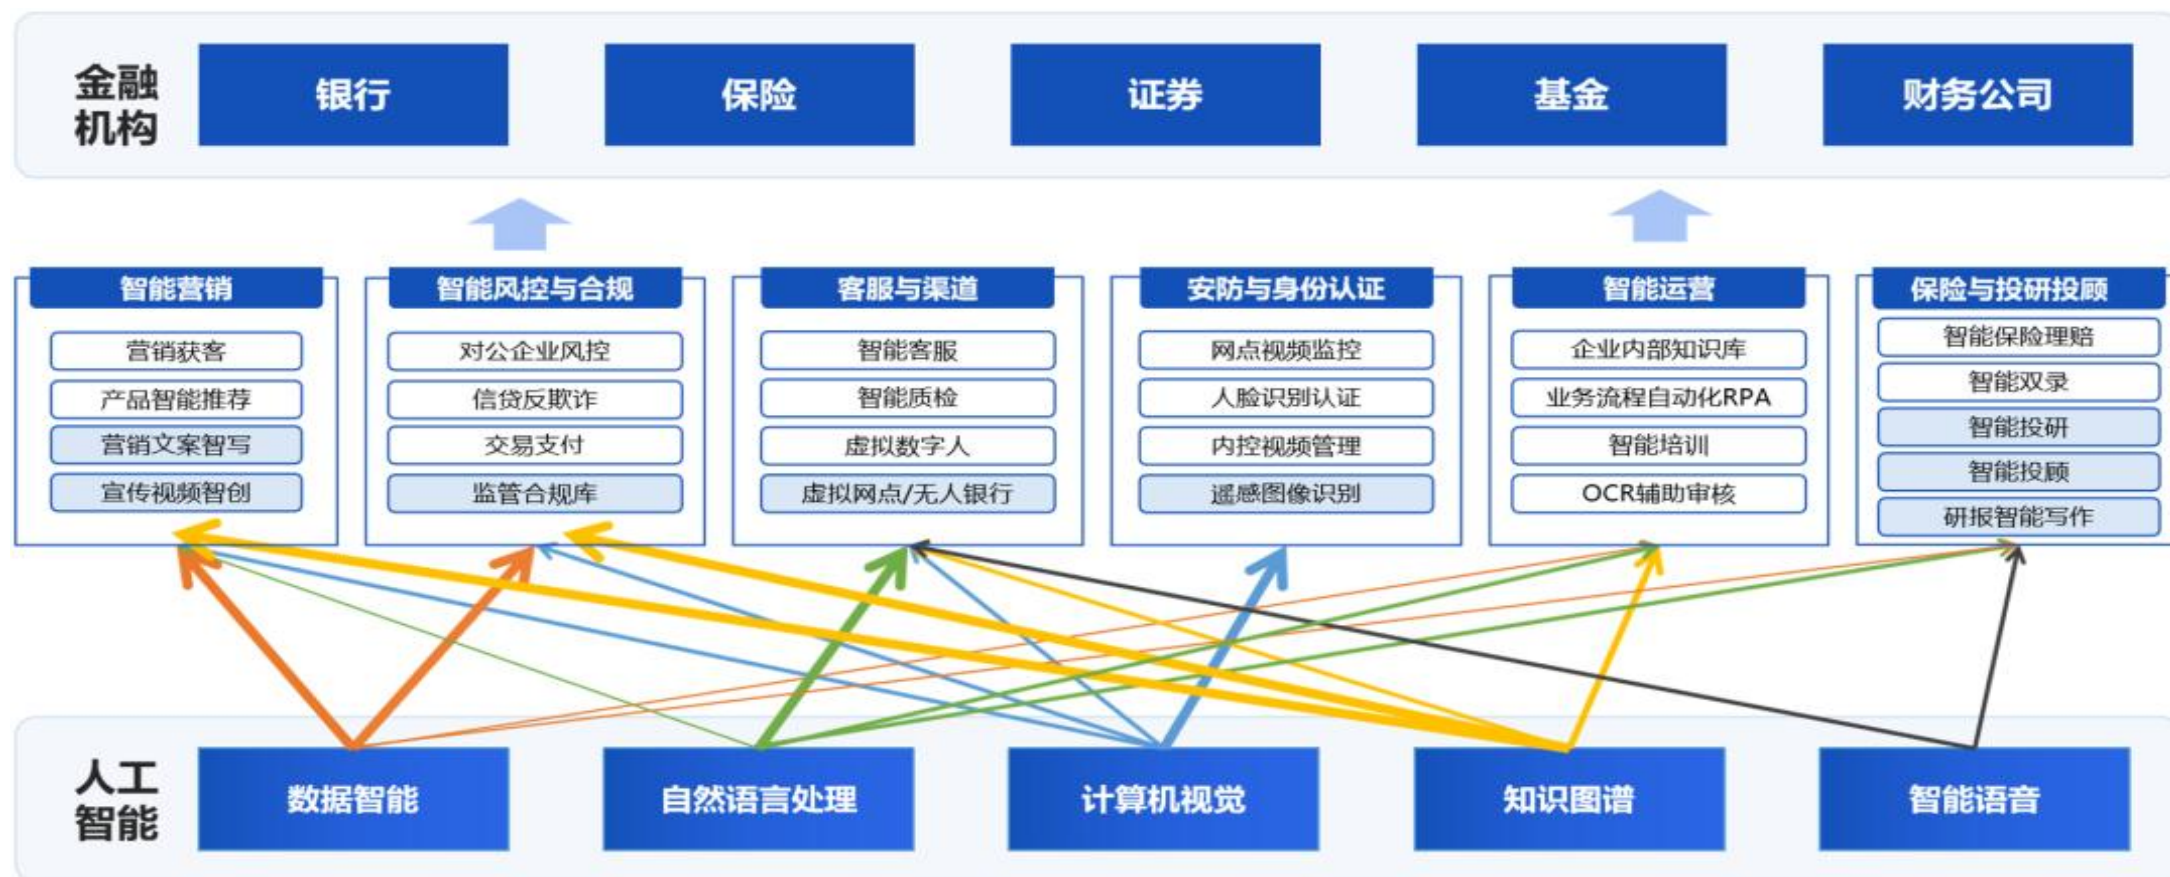 金融
机构
银行
保险
证券
基金
财务公司
智能营销
营销获客
产品智能推荐
营销文案智写
宣传视频智创
智能风控与合规
对公企业风控
信贷反欺诈
交易支付
监管合规库
客服与渠道
智能客服
智能质检
虚拟数字人
虚拟网点/无人银行
安防与身份认证
网点视频监控
人脸识别认证
内控视频管理
遥感图像识别
智能运营
企业内部知识库
业务流程自动化RPA
智能培训
OCR辅助审核
保险与投研投顾
智能保险理赔
智能双录
智能投研
智能投顾
研报智能写作
人工
智能
数据智能
自然语言处理
计算机视觉
知识图谱
智能语音